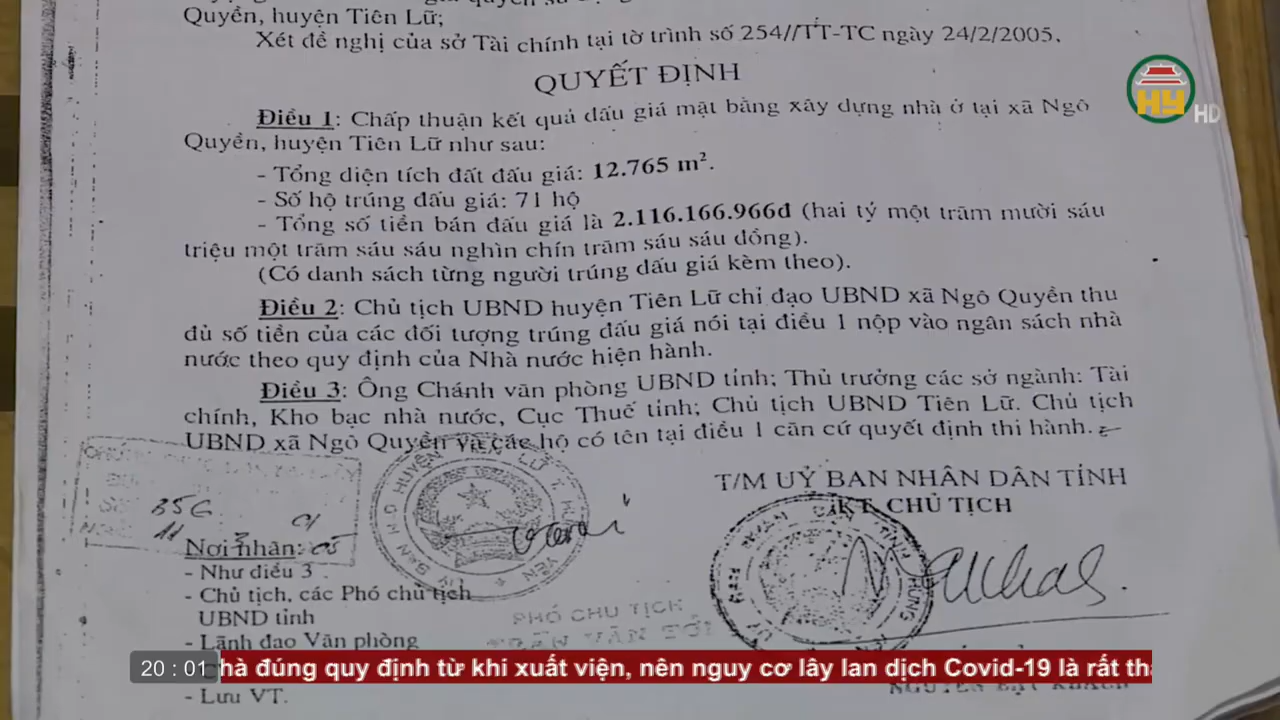 Quyền, huyện Tiên Lữ;
Xét đề nghị của sở Tài chính tại tờ trình số 254//TT-TC ngày 24/2/2005.
QUYẾT ĐỊNH
Điều 1: Chấp thuận kết quả đấu giá mặt bằng xây dựng nhà ở tại xã Ngô
Quyền, huyện Tiên Lữ như sau:
- Tổng diện tích đất đấu giá: 12.765 m².
- Số hộ trúng đấu giá: 71 hộ
- Tổng số tiền bán đấu giá là 2.116.166.966đ (hai tỷ một trăm mười sáu
triệu một trăm sáu sáu nghìn chín trăm sáu sáu đồng).
(Có danh sách từng người trúng đấu giá kèm theo).
Điều 2: Chủ tịch UBND huyện Tiên Lữ chỉ đạo UBND xã Ngô Quyền thu
đủ số tiền của các đối tượng trúng đấu giá nói tại điều 1 nộp vào ngân sách nhà
nước theo quy định của Nhà nước hiện hành.
Điều 3: Ông Chánh văn phòng UBND tỉnh; Thủ trưởng các sở ngành: Tài
chính, Kho bạc nhà nước, Cục Thuế tỉnh; Chủ tịch UBND Tiên Lữ. Chủ tịch
UBND xã Ngô Quyền và các hộ có tên tại điều 1 căn cứ quyết định thi hành.
T/M UỶ BAN NHÂN DÂN TỈNH
KT. CHỦ TỊCH
Nơi nhận:
- Như điều 3
- Chủ tịch, các Phó chủ tịch
UBND tỉnh
- Lãnh đạo Văn phòng
- Lưu VT.
PHÓ CHỦ TỊCH
HY HD
20 : 01 hà đúng quy định từ khi xuất viện, nên nguy cơ lây lan dịch Covid-19 là rất